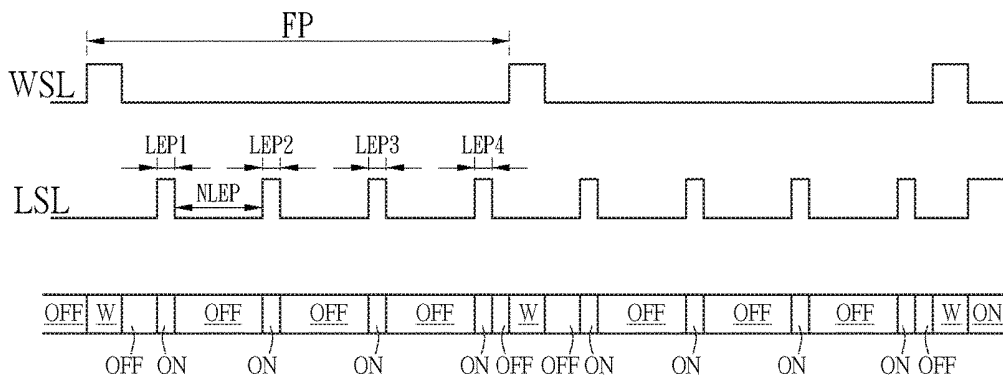 FP
WSL
LEP1 LEP2 LEP3 LEP4
NLEP
LSL
OFF W OFF OFF OFF W OFF OFF OFF W ON
OFF ON ON ON ON OFF OFF ON ON ON ON OFF